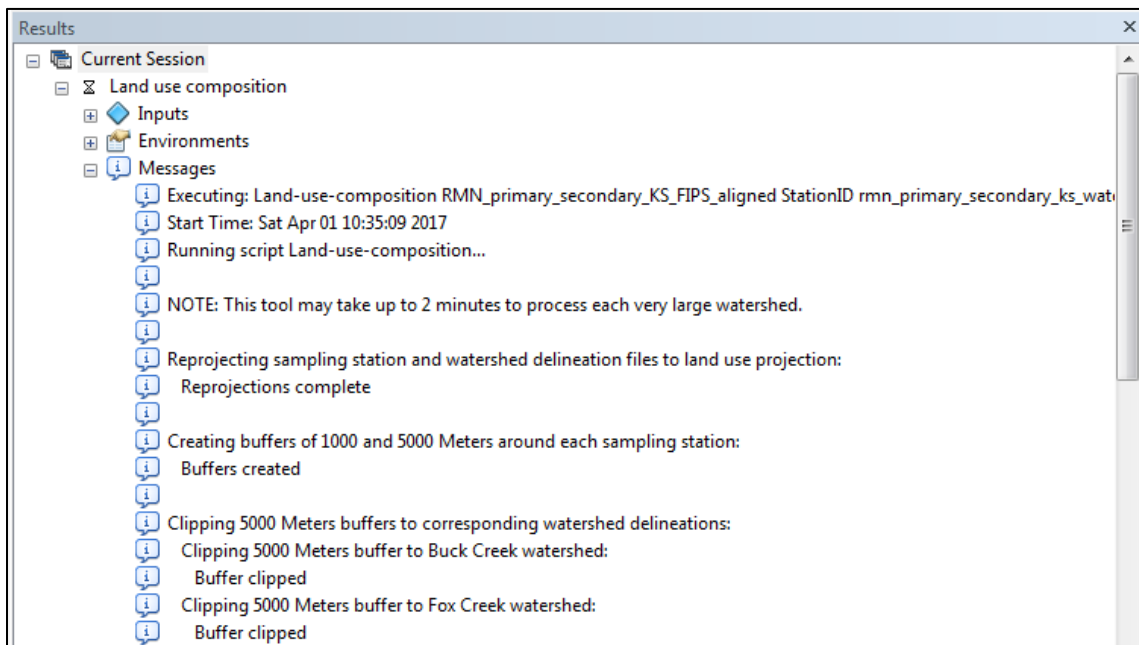 Results
Current Session
Land use composition
Inputs
Environments
Messages
Executing: Land-use-composition RMN_primary_secondary_KS_FIPS_aligned StationID rmn_primary_secondary_ks_wat
Start Time: Sat Apr 01 10:35:09 2017
Running script Land-use-composition...
NOTE: This tool may take up to 2 minutes to process each very large watershed.
Reprojecting sampling station and watershed delineation files to land use projection:
Reprojections complete
Creating buffers of 1000 and 5000 Meters around each sampling station:
Buffers created
Clipping 5000 Meters buffers to corresponding watershed delineations:
Clipping 5000 Meters buffer to Buck Creek watershed:
Buffer clipped
Clipping 5000 Meters buffer to Fox Creek watershed:
Buffer clipped